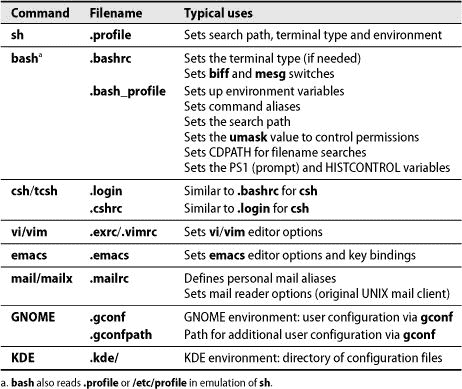 Command Filename Typical uses
sh .profile Sets search path, terminal type and environment
bashᵃ .bashrc Sets the terminal type (if needed)
Sets biff and mesg switches
.bash_profile Sets up environment variables
Sets command aliases
Sets the search path
Sets the umask value to control permissions
Sets CDPATH for filename searches
Sets the PS1 (prompt) and HISTCONTROL variables
csh/tcsh .login Similar to .bashrc for csh
.cshrc Similar to .login for csh
vi/vim .exrc/.vimrc Sets vi/vim editor options
emacs .emacs Sets emacs editor options and key bindings
mail/mailx .mailrc Defines personal mail aliases
Sets mail reader options (original UNIX mail client)
GNOME .gconf GNOME environment: user configuration via gconf
.gconfpath Path for additional user configuration via gconf
KDE .kde/ KDE environment: directory of configuration files
a. bash also reads .profile or /etc/profile in emulation of sh.